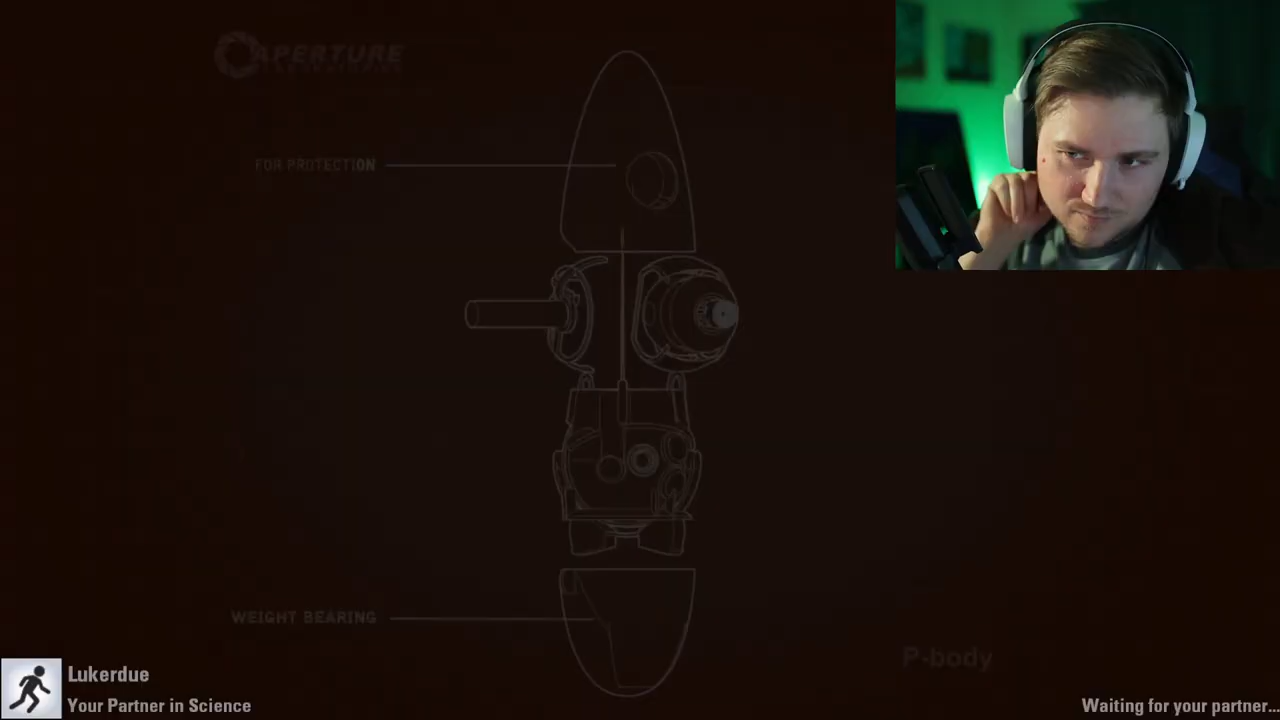 APERTURE
FOR PROTECTION
WEIGHT BEARING
P-body
Lukerdue
Your Partner in Science
Waiting for your partner...